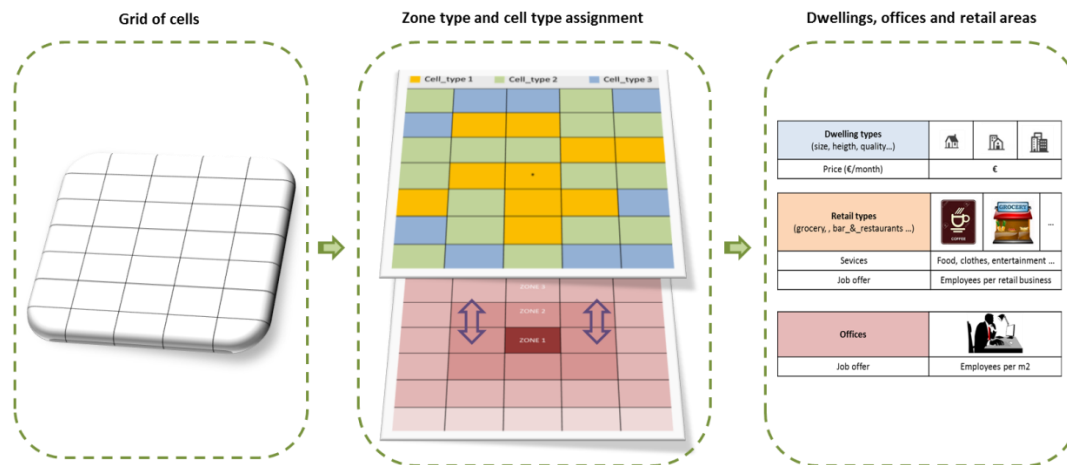 Grid of cells
Zone type and cell type assignment
Dwellings, offices and retail areas
Cell_type 1
Cell_type 2
Cell_type 3
ZONE 3
ZONE 2
ZONE 1
Dwelling types
(size, heigth, quality...)
Price (€/month)
€
Retail types
(grocery, , bar_&_restaurants ...)
COFFEE
GROCERY
...
Sevices
Food, clothes, entertainment ...
Job offer
Employees per retail business
Offices
Job offer
Employees per m2